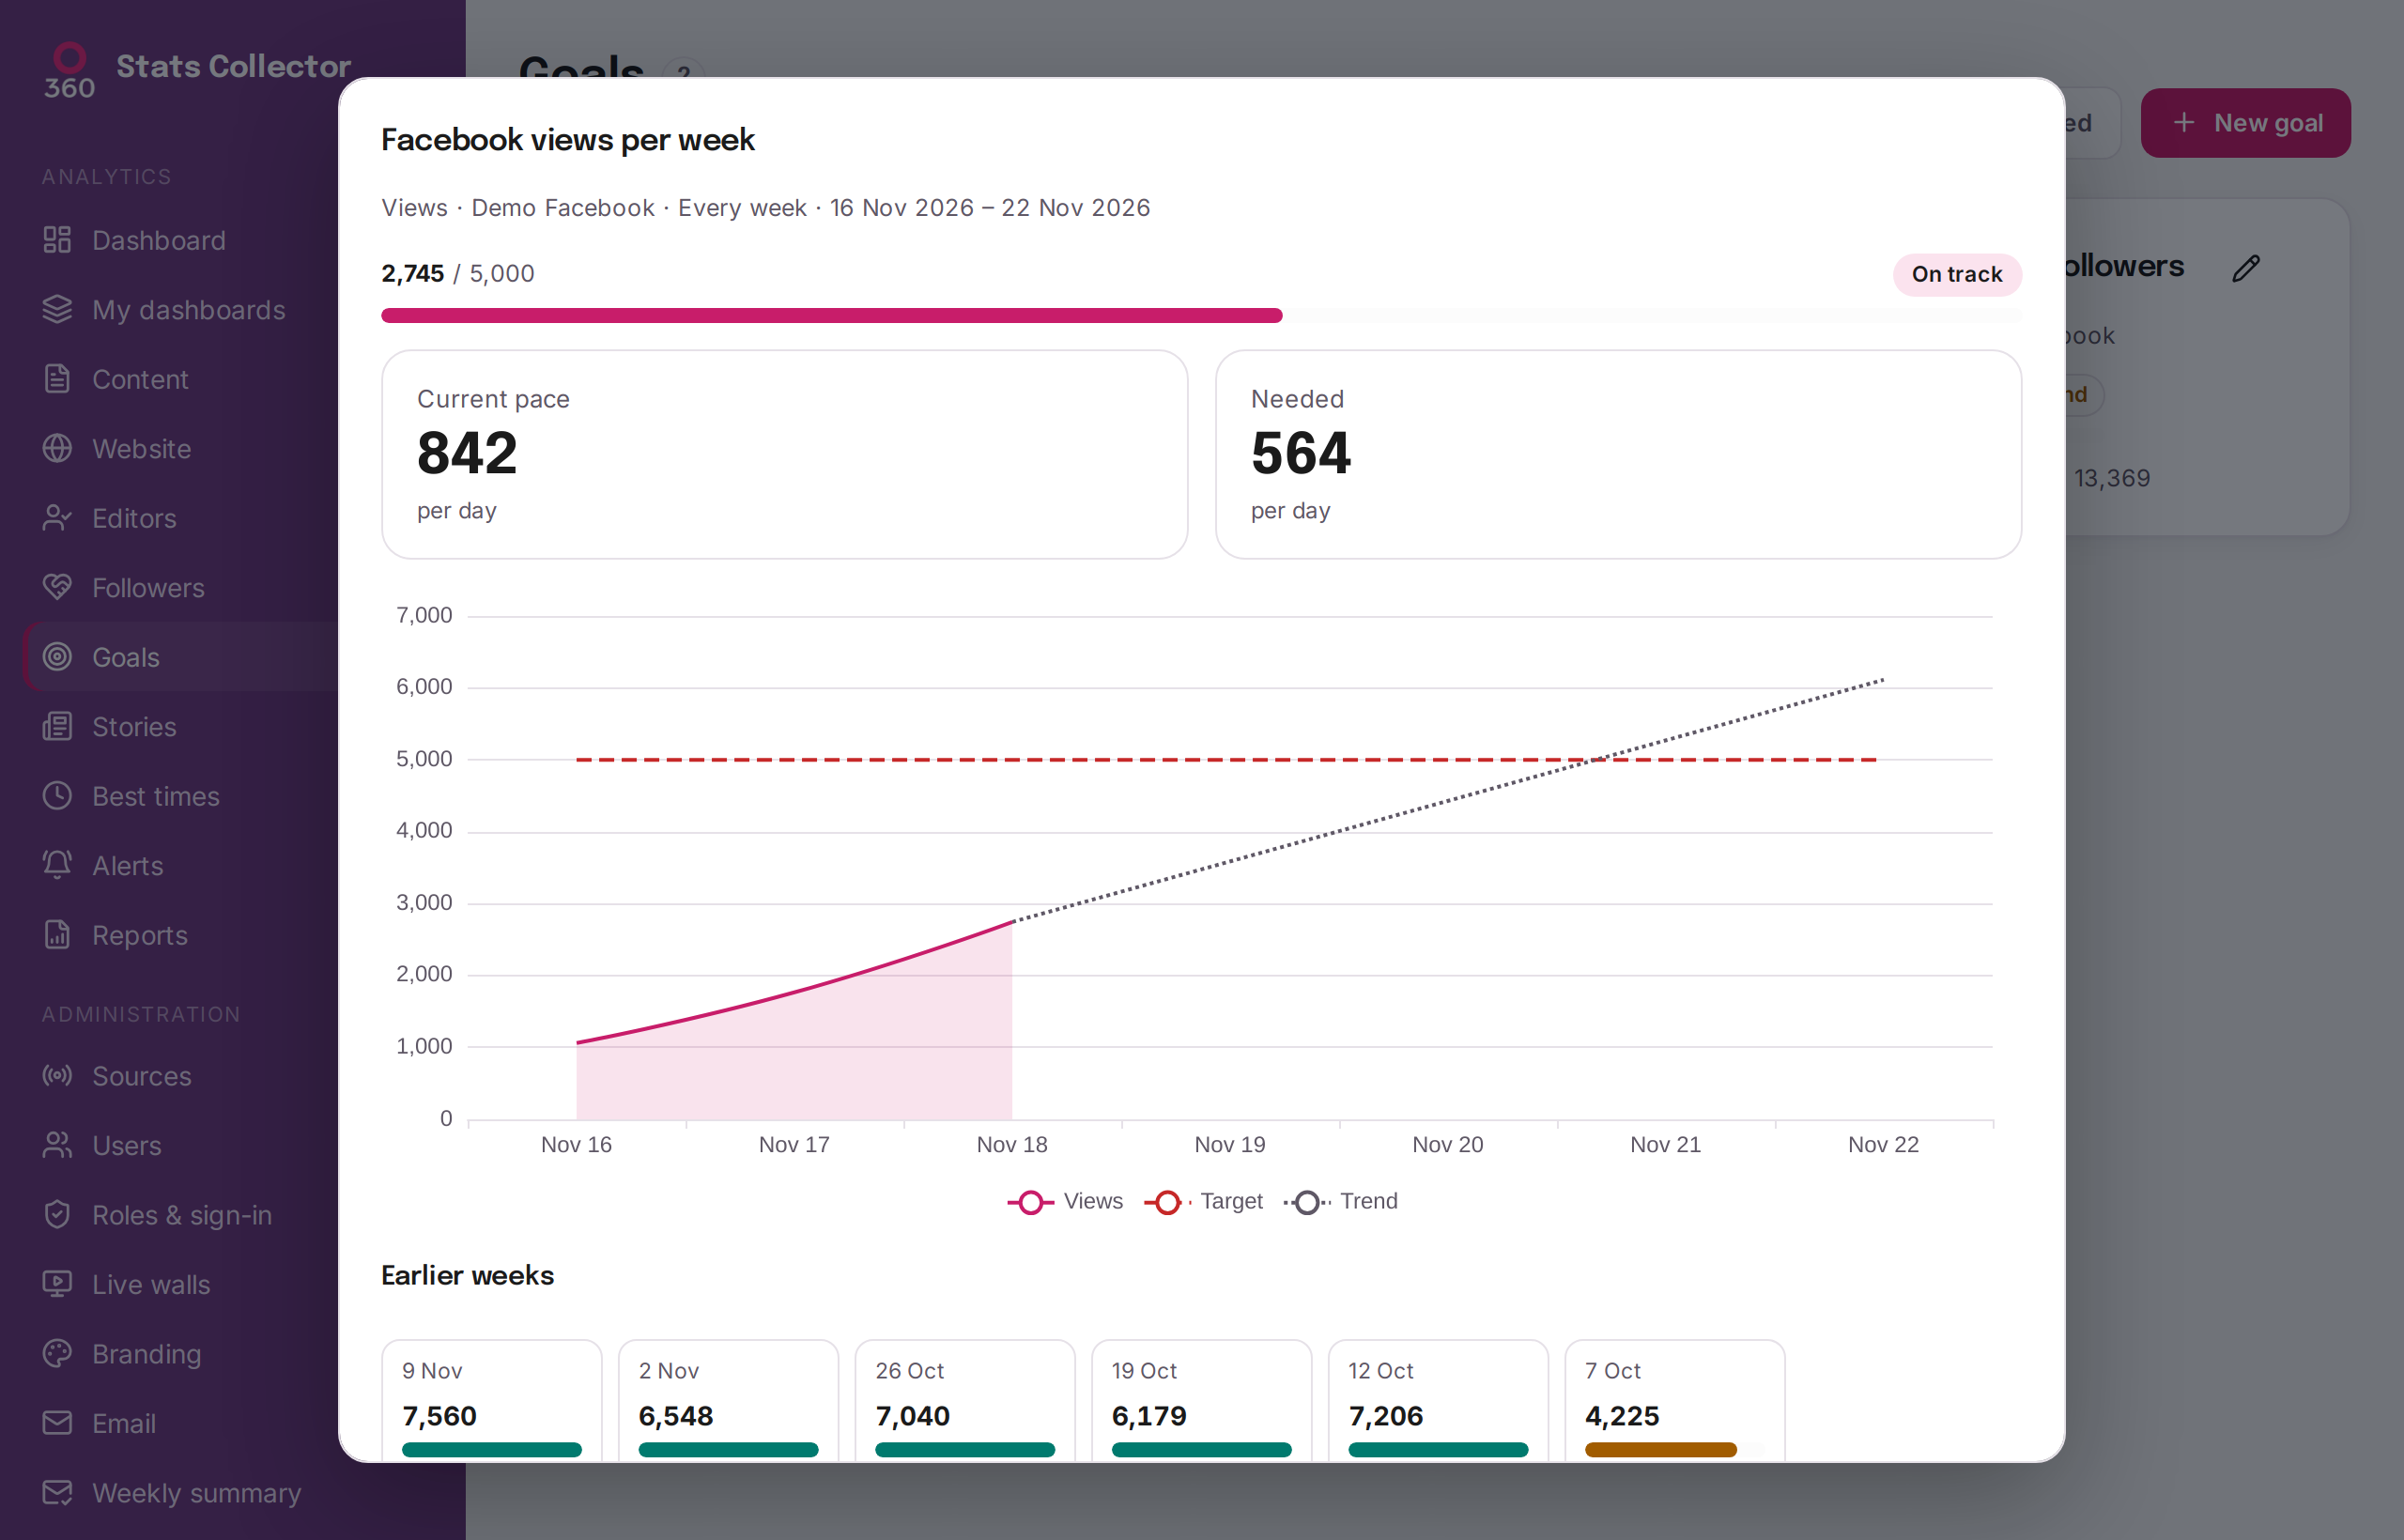 360
Stats Collector
ANALYTICS
Dashboard
My dashboards
Content
Website
Editors
Followers
Goals
Stories
Best times
Alerts
Reports
ADMINISTRATION
Sources
Users
Roles & sign-in
Live walls
Branding
Email
Weekly summary
Goals 2
New goal
13,369
Facebook views per week
Views · Demo Facebook · Every week · 16 Nov 2026 – 22 Nov 2026
2,745 / 5,000
On track
Current pace
842
per day
Needed
564
per day
7,000
6,000
5,000
4,000
3,000
2,000
1,000
0
Nov 16 Nov 17 Nov 18 Nov 19 Nov 20 Nov 21 Nov 22
Views Target Trend
Earlier weeks
9 Nov
7,560
2 Nov
6,548
26 Oct
7,040
19 Oct
6,179
12 Oct
7,206
7 Oct
4,225